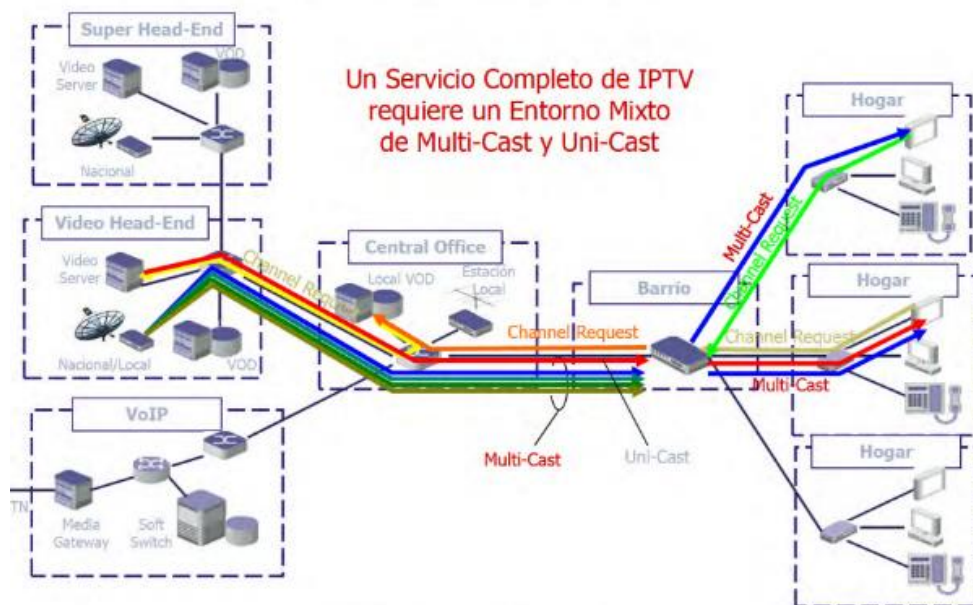 Super Head-End
Video
Server
VOD
Nacional
Un Servicio Completo de IPTV
requiere un Entorno Mixto
de Multi-Cast y Uni-Cast
Hogar
Multi-Cast
Channel Request
Video Head-End
Video
Server
Nacional/Local
VOD
Channel Request
Central Office
Local VOD
Estación
Local
Channel Request
Multi-Cast
Uni-Cast
Barrío
Hogar
Channel Request
Multi-Cast
VoIP
TN
Media
Gateway
Soft
Switch
Hogar